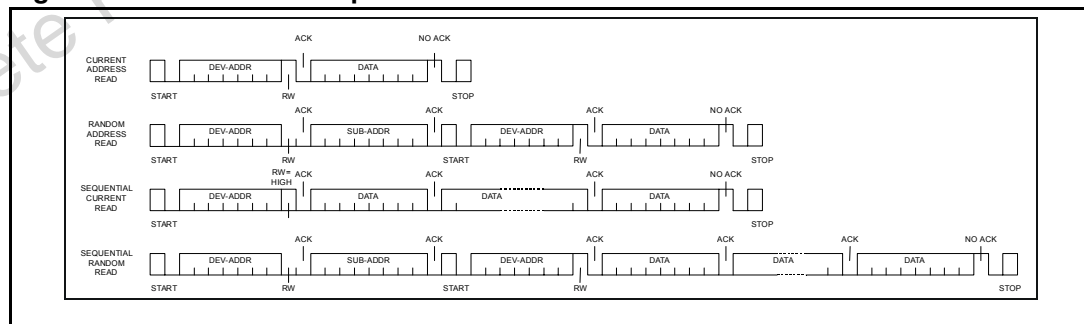 ACK NO ACK
CURRENT
ADDRESS
READ
DEV-ADDR DATA
START RW STOP
ACK ACK ACK NO ACK
RANDOM
ADDRESS
READ
DEV-ADDR SUB-ADDR DEV-ADDR DATA
START RW START RW STOP
RW=
HIGH
ACK ACK ACK NO ACK
SEQUENTIAL
CURRENT
READ
DEV-ADDR DATA DATA DATA
START STOP
ACK ACK ACK ACK ACK NO ACK
SEQUENTIAL
RANDOM
READ
DEV-ADDR SUB-ADDR DEV-ADDR DATA DATA DATA
START RW START RW STOP